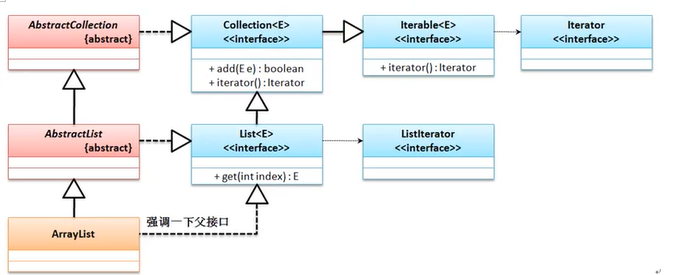 AbstractCollection
{abstract}
Collection<E>
<<interface>>
+ add(E e) : boolean
+ iterator() : Iterator
Iterable<E>
<<interface>>
+ iterator() : Iterator
Iterator
<<interface>>
AbstractList
{abstract}
List<E>
<<interface>>
+ get(int index) : E
ListIterator
<<interface>>
ArrayList
强调一下父接口